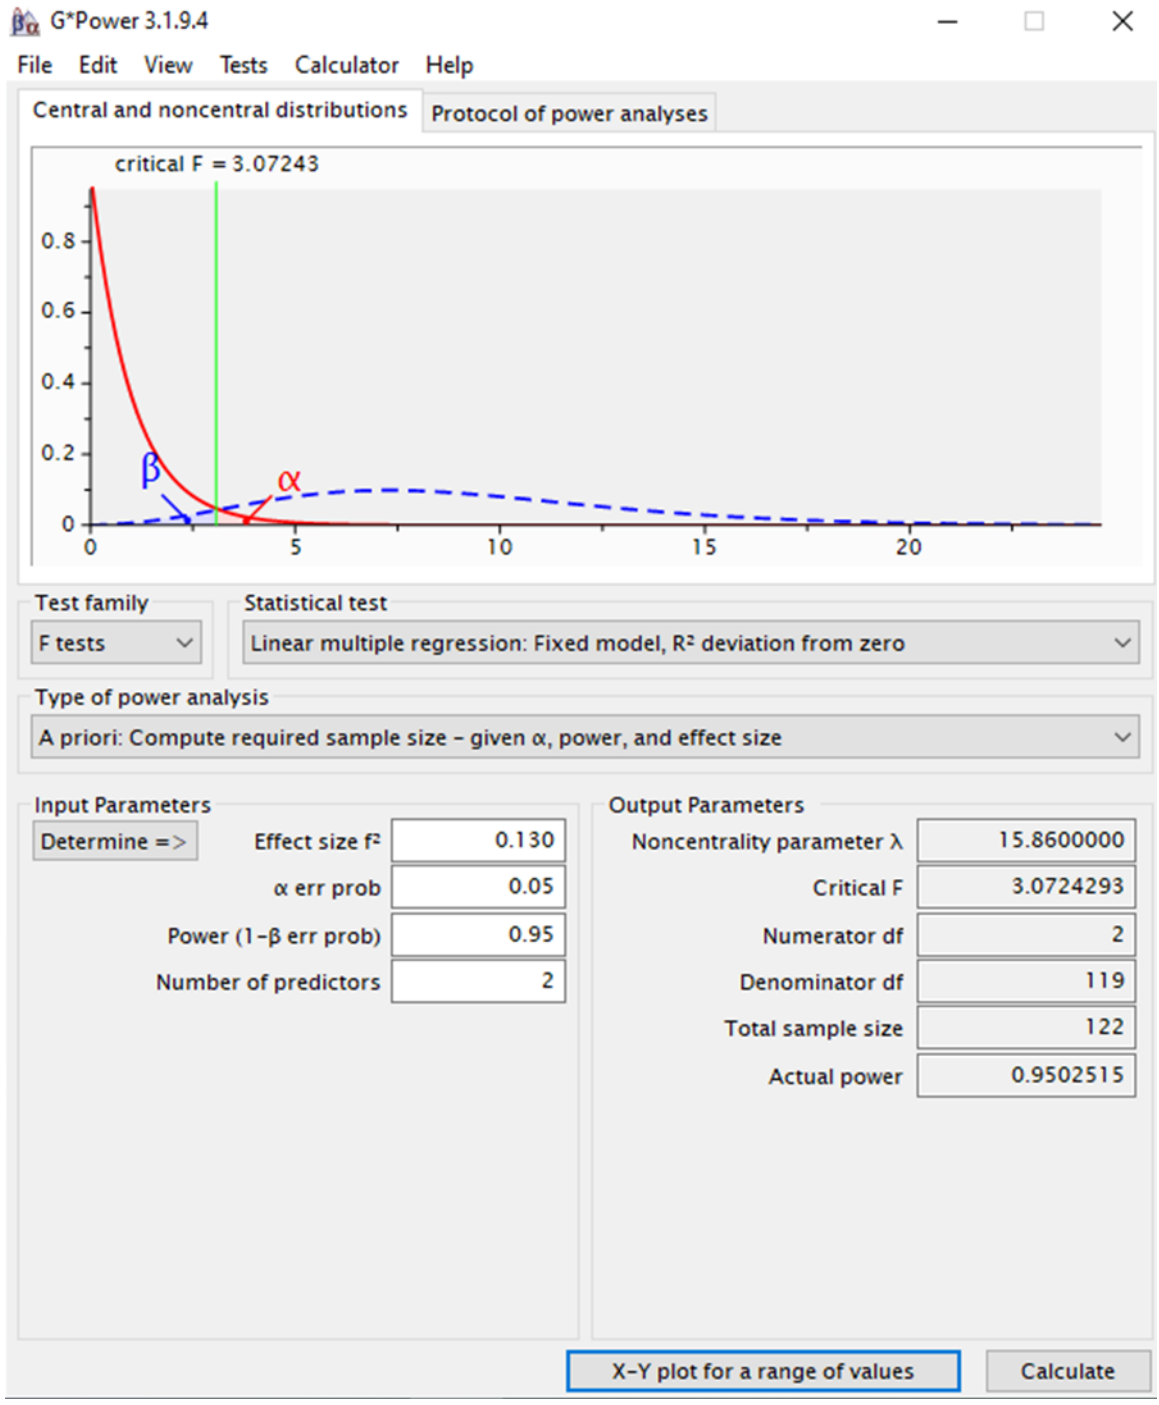 βα G*Power 3.1.9.4
File Edit View Tests Calculator Help
Central and noncentral distributions Protocol of power analyses
critical F = 3.07243
0.8
0.6
0.4
0.2
β α
0
0 5 10 15 20
Test family Statistical test
F tests Linear multiple regression: Fixed model, R² deviation from zero
Type of power analysis
A priori: Compute required sample size – given α, power, and effect size
Input Parameters Output Parameters
Determine => Effect size f² 0.130 Noncentrality parameter λ 15.8600000
α err prob 0.05 Critical F 3.0724293
Power (1–β err prob) 0.95 Numerator df 2
Number of predictors 2 Denominator df 119
Total sample size 122
Actual power 0.9502515
X–Y plot for a range of values Calculate